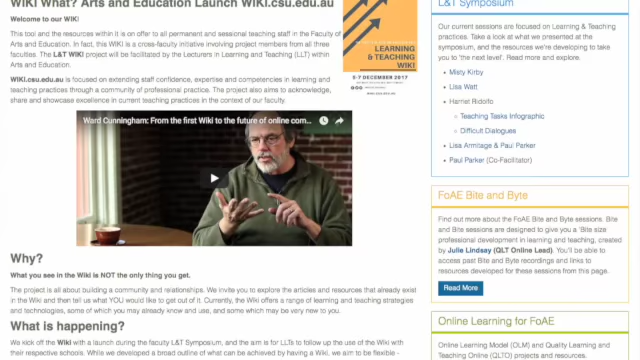 WIKI What? Arts and Education Launch WIKI.csu.edu.au
Welcome to our WIKI
This tool and the resources within it is on offer to all permanent and sessional teaching staff in the Faculty of
Arts and Education. In fact, this WIKI is a cross-faculty initiative involving project members from all three
faculties. The L&T WIKI project will be facilitated by the Lecturers in Learning and Teaching (LLT) within
Arts and Education.
WIKI.csu.edu.au is focused on extending staff confidence, expertise and competencies in learning and
teaching practices through a community of professional practice. The project also aims to acknowledge,
share and showcase excellence in current teaching practices in the context of our faculty.
LEARNING
& TEACHING
WIKI
5-7 DECEMBER 2017
Ward Cunningham: From the first Wiki to the future of online com...
Why?
What you see in the Wiki is NOT the only thing you get.
The project is all about building a community and relationships. We invite you to explore the articles and resources that already exist
in the Wiki and then tell us what YOU would like to get out of it. Currently, the Wiki offers a range of learning and teaching strategies
and technologies, some of which you may already know and use, and some which may be very new to you.
What is happening?
We kick off the Wiki with a launch during the faculty L&T Symposium, and the aim is for LLTs to follow up the use of the Wiki with
their respective schools. While we developed a broad outline of what can be achieved by having a Wiki, we aim to be flexible -
L&T Symposium
Our current sessions are focused on Learning & Teaching
practices. Take a look at what we presented at the
symposium, and the resources we're developing to take
you to 'the next level'. Read more and explore.
Misty Kirby
Lisa Watt
Harriet Ridolfo
Teaching Tasks Infographic
Difficult Dialogues
Lisa Armitage & Paul Parker
Paul Parker (Co-Facilitator)
FoAE Bite and Byte
Find out more about the FoAE Bite and Byte sessions. Bite
and Bite sessions are designed to give you a 'Bite size
professional development in learning and teaching, created
by Julie Lindsay (QLT Online Lead). You'll be able to
access past Bite and Byte recordings and links to
resources developed for these sessions from this page.
Read More
Online Learning for FoAE
Online Learning Model (OLM) and Quality Learning and
Teaching Online (QLTO) projects and resources.